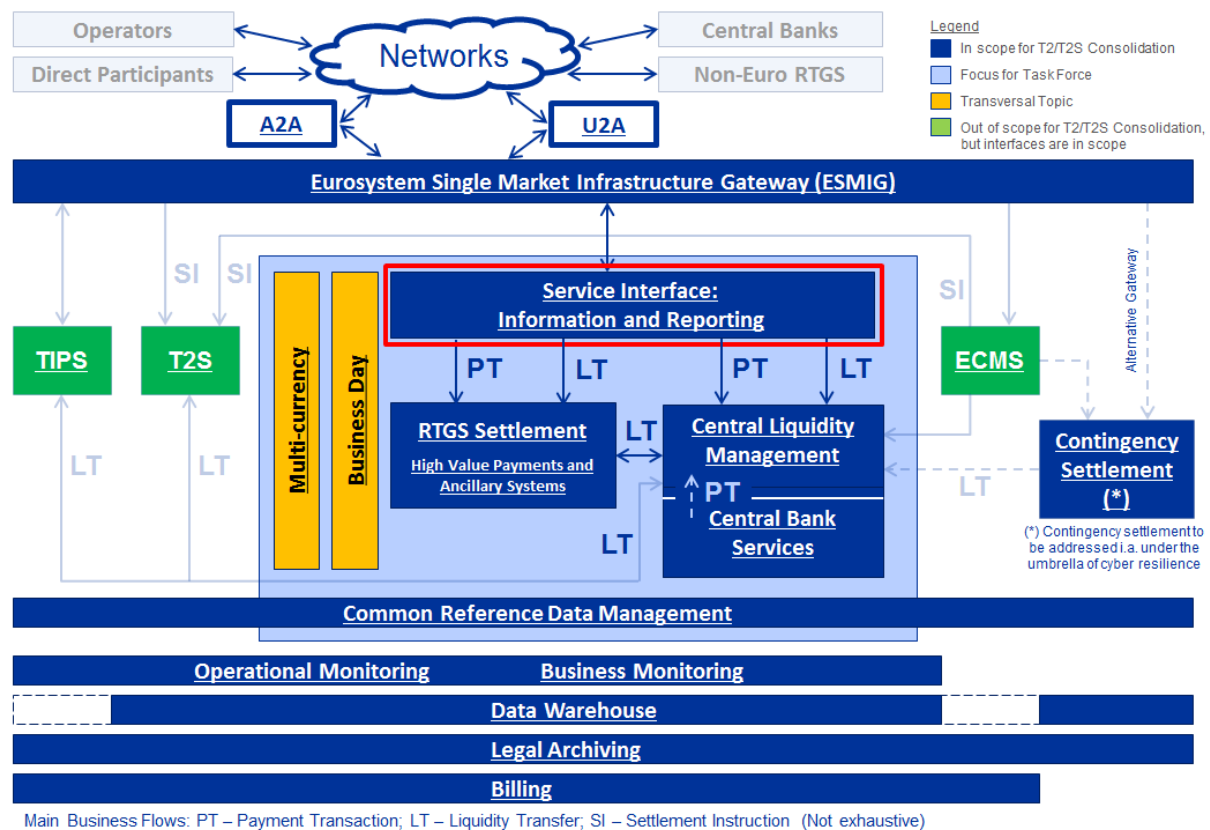 Operators
Direct Participants
Networks
Central Banks
Non-Euro RTGS
Legend
In scope for T2/T2S Consolidation
Focus for Task Force
Transversal Topic
Out of scope for T2/T2S Consolidation,
but interfaces are in scope
A2A
U2A
Eurosystem Single Market Infrastructure Gateway (ESMIG)
SI
SI
SI
Alternative Gateway
Service Interface:
Information and Reporting
Multi-currency
Business Day
TIPS
T2S
ECMS
PT
LT
PT
LT
RTGS Settlement
High Value Payments and
Ancillary Systems
LT
Central Liquidity
Management
PT
Central Bank
Services
Contingency
Settlement
(*)
LT
LT
LT
LT
(*) Contingency settlement to
be addressed i.a. under the
umbrella of cyber resilience
Common Reference Data Management
Operational Monitoring
Business Monitoring
Data Warehouse
Legal Archiving
Billing
Main Business Flows: PT – Payment Transaction; LT – Liquidity Transfer; SI – Settlement Instruction (Not exhaustive)